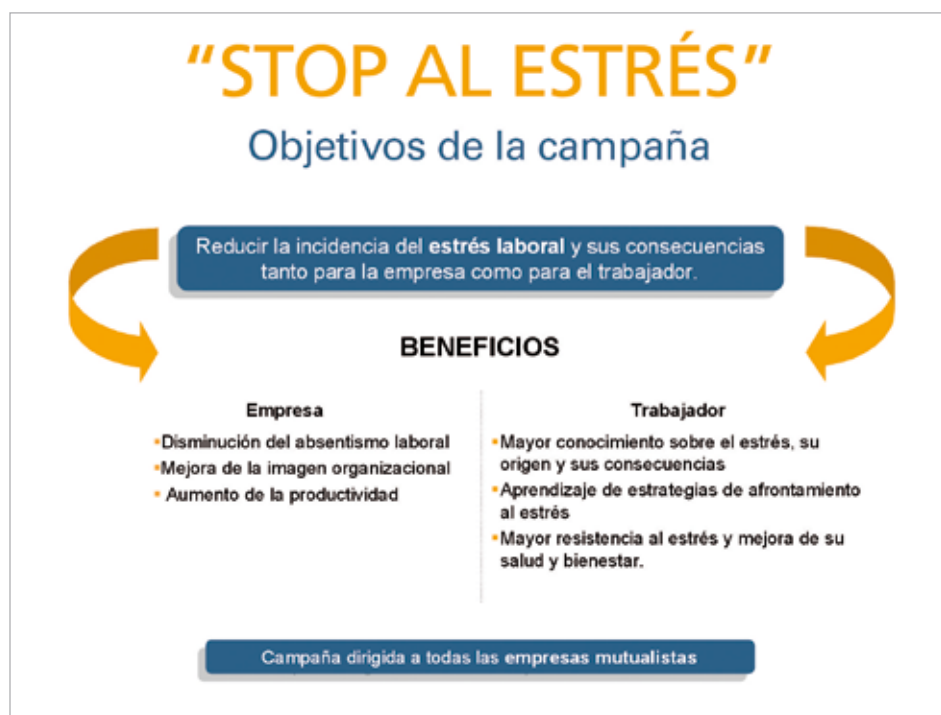 “STOP AL ESTRÉS”
Objetivos de la campaña
Reducir la incidencia del estrés laboral y sus consecuencias
tanto para la empresa como para el trabajador.
BENEFICIOS
Empresa
▪Disminución del absentismo laboral
▪Mejora de la imagen organizacional
▪ Aumento de la productividad
Trabajador
▪Mayor conocimiento sobre el estrés, su
origen y sus consecuencias
▪Aprendizaje de estrategias de afrontamiento
al estrés
▪Mayor resistencia al estrés y mejora de su
salud y bienestar.
Campaña dirigida a todas las empresas mutualistas